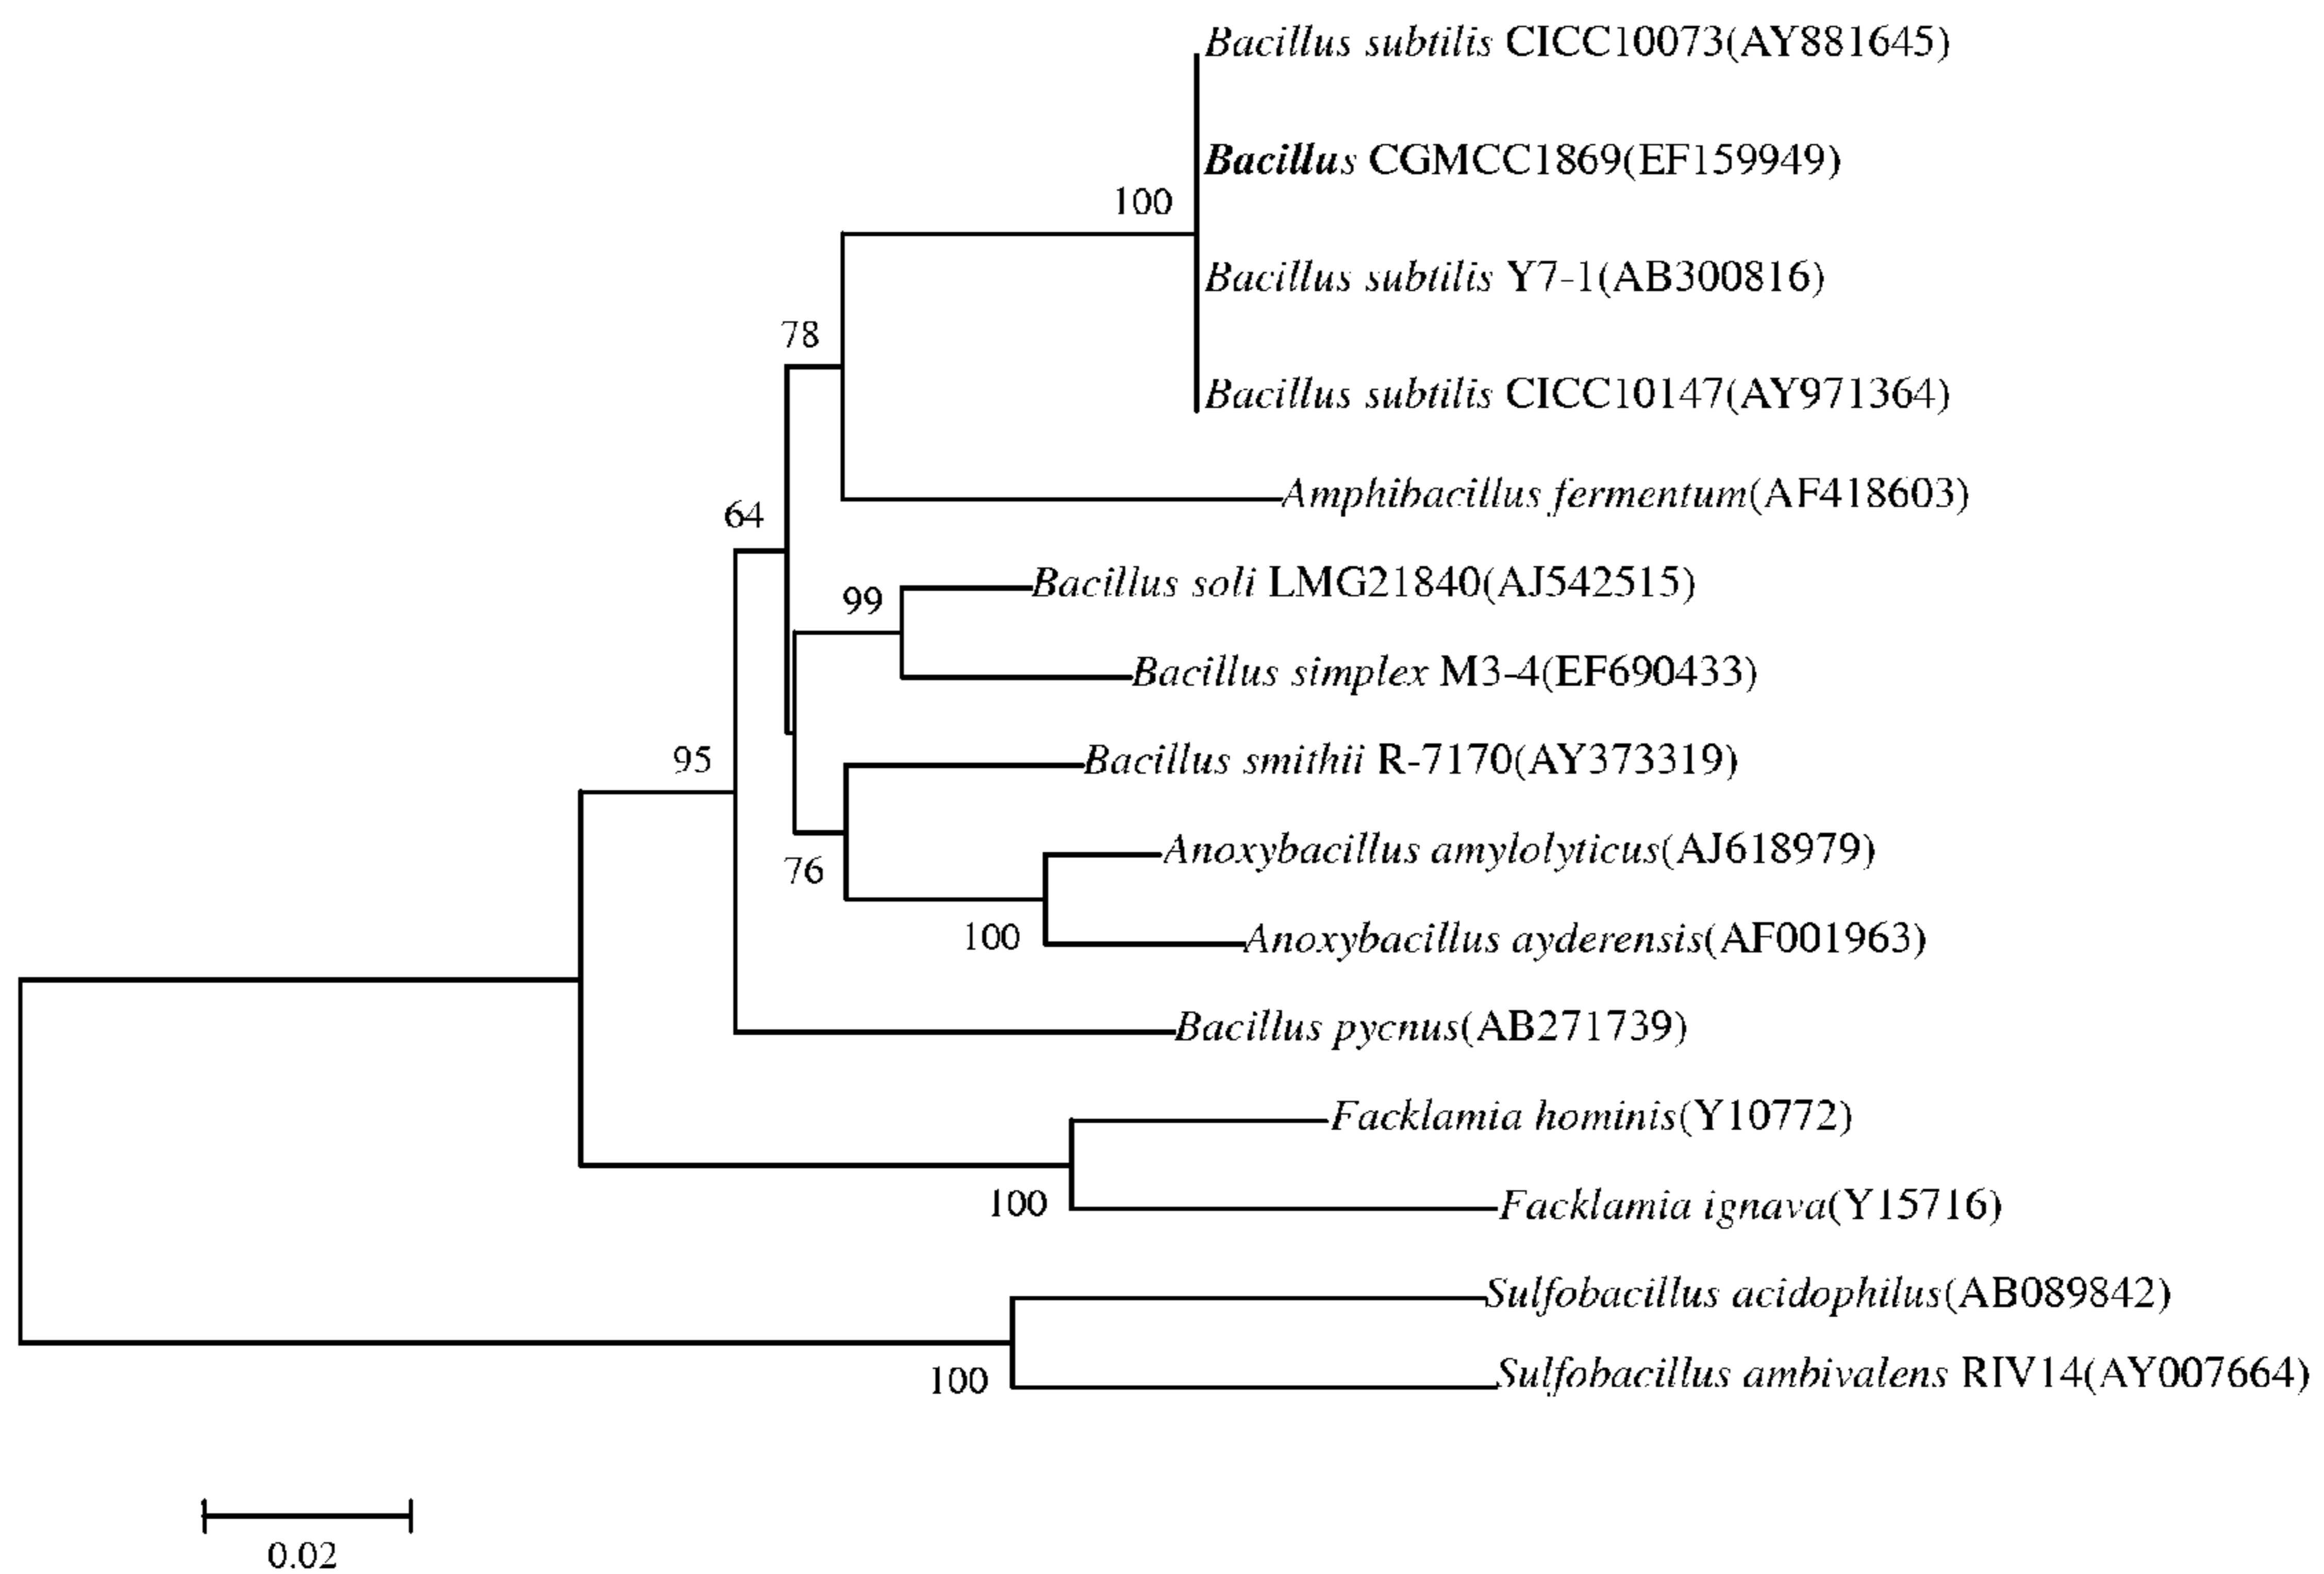 Bacillus subtilis CICC10073(AY881645)
Bacillus CGMCC1869(EF159949)
100
Bacillus subtilis Y7-1(AB300816)
78
Bacillus subtilis CICC10147(AY971364)
Amphibacillus fermentum(AF418603)
64
Bacillus soli LMG21840(AJ542515)
99
Bacillus simplex M3-4(EF690433)
95
Bacillus smithii R-7170(AY373319)
Anoxybacillus amylolyticus(AJ618979)
76
Anoxybacillus ayderensis(AF001963)
100
Bacillus pycnus(AB271739)
Facklamia hominis(Y10772)
100
Facklamia ignava(Y15716)
Sulfobacillus acidophilus(AB089842)
100
Sulfobacillus ambivalens RIV14(AY007664)
0.02